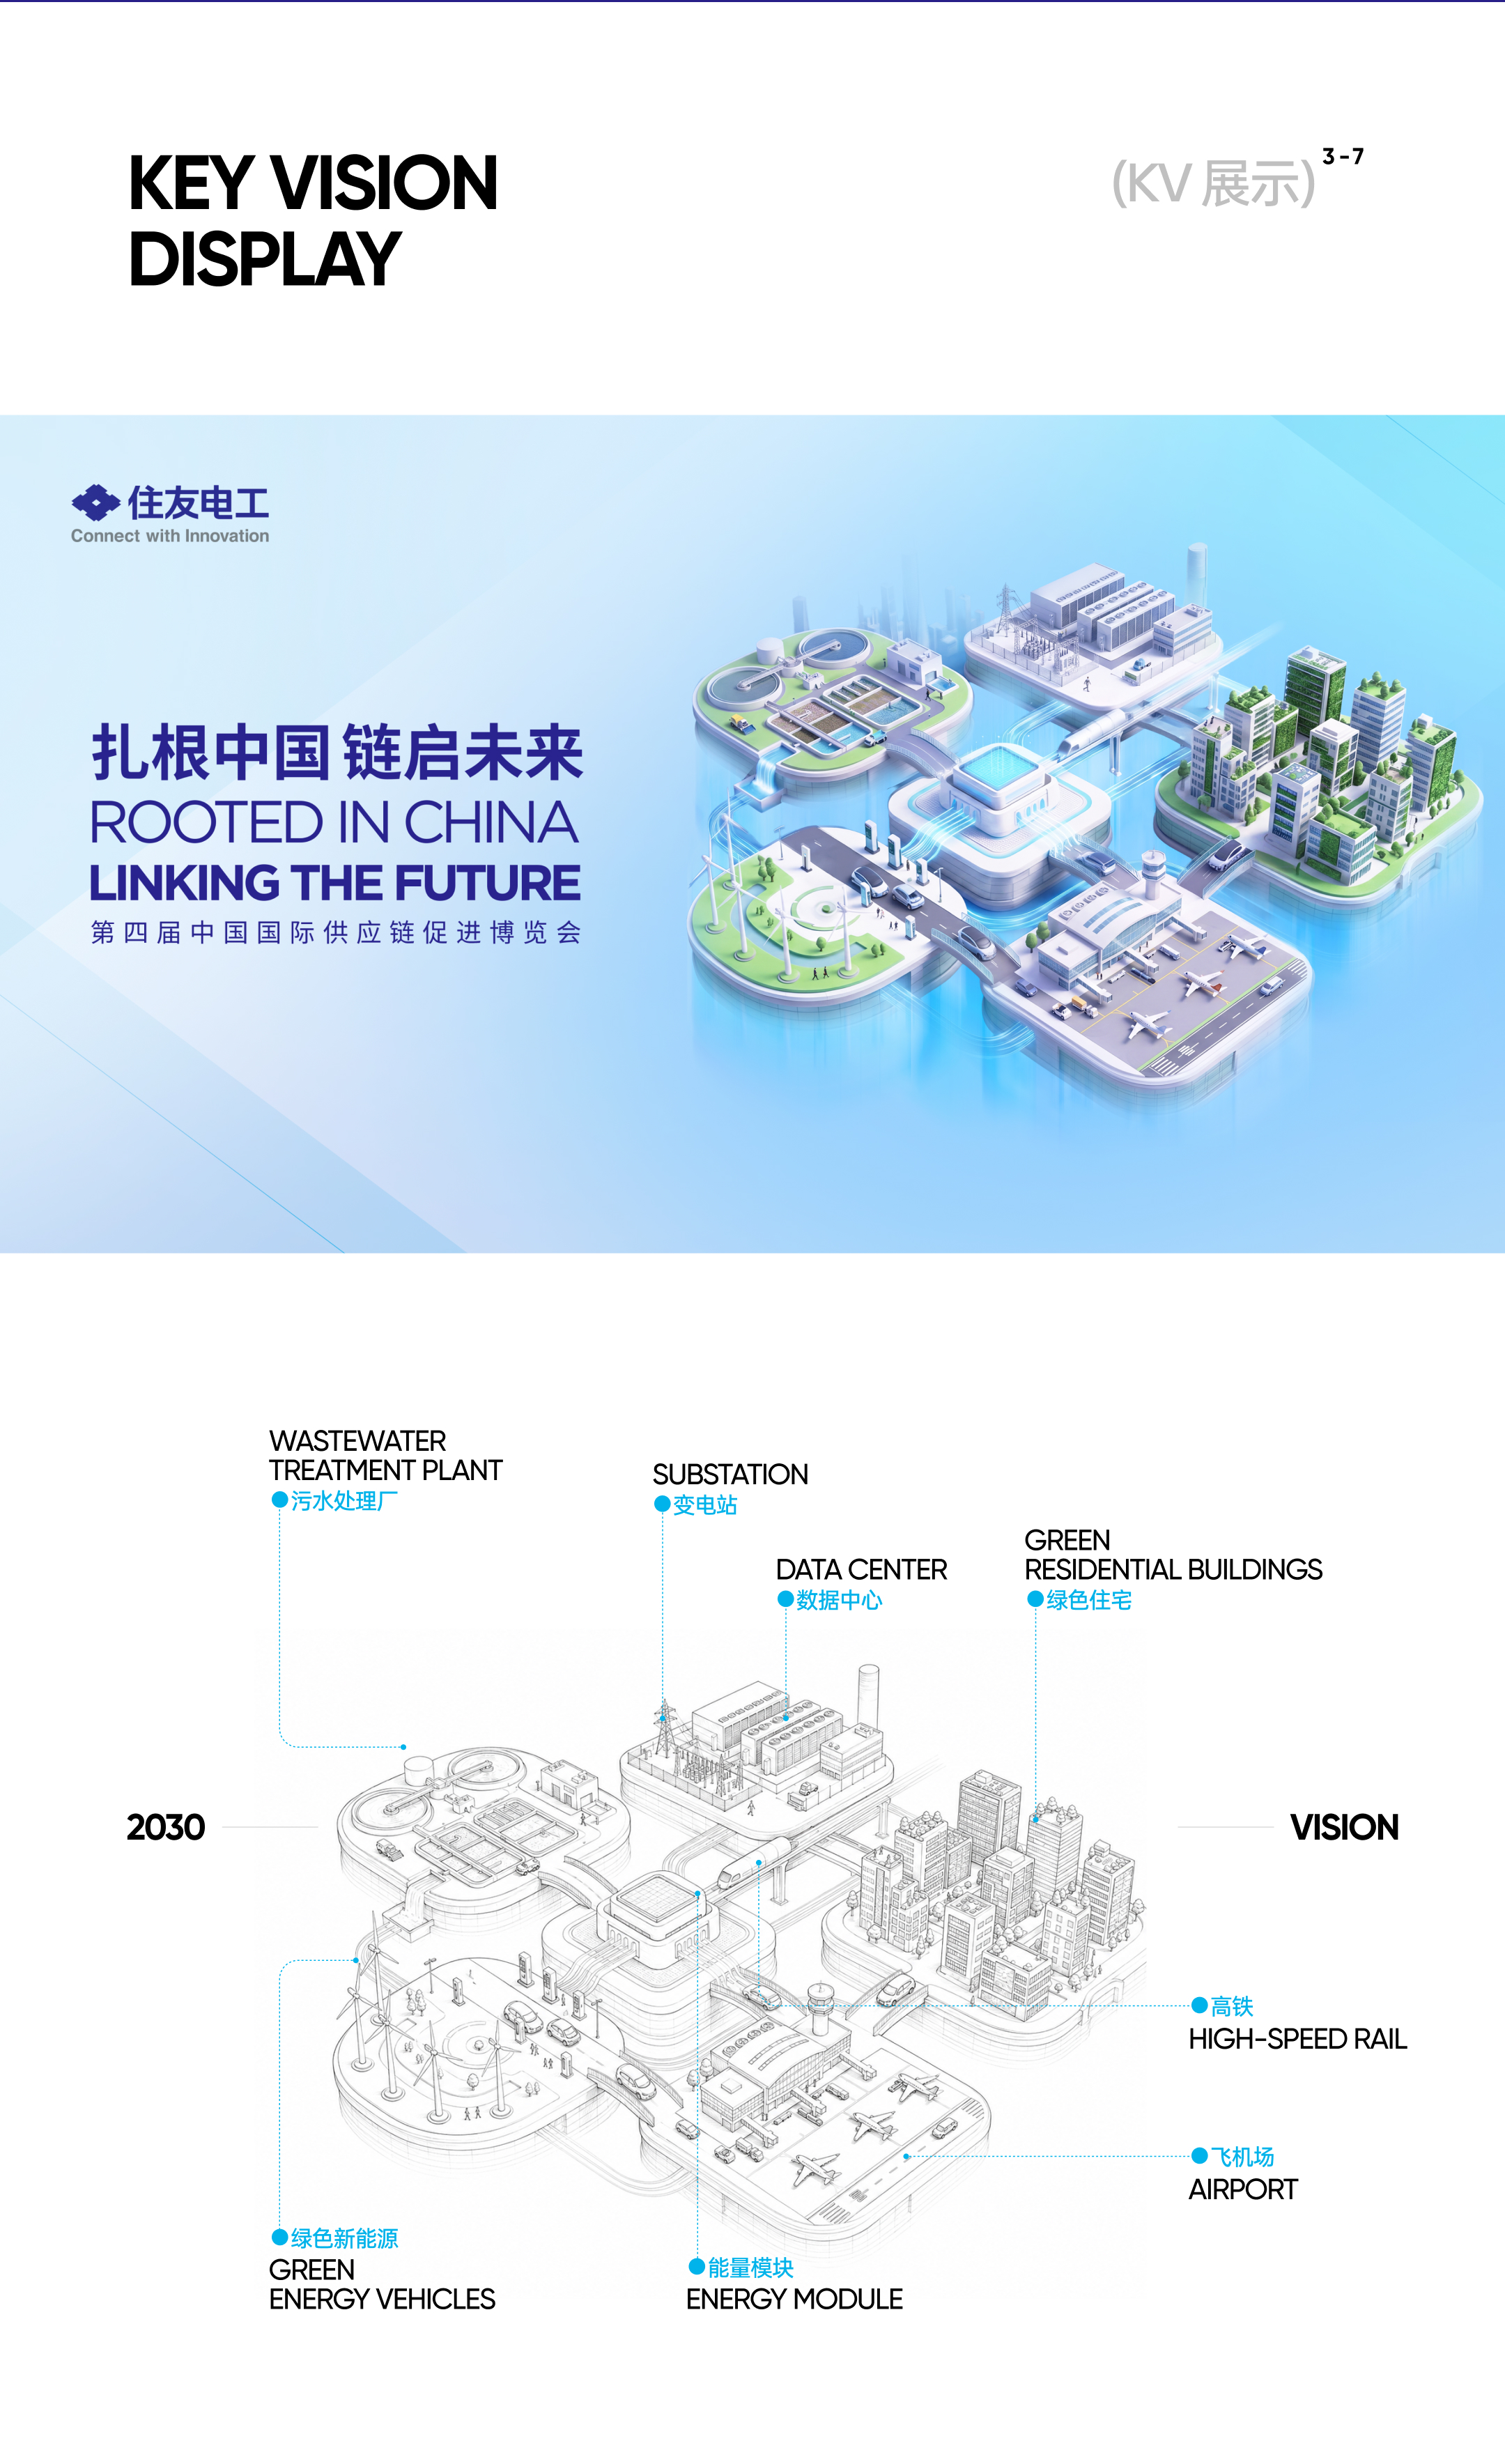 KEY VISION
DISPLAY
(KV 展示) 3-7
住友电工
Connect with Innovation
扎根中国 链启未来
ROOTED IN CHINA
LINKING THE FUTURE
第四届中国国际供应链促进博览会
WASTEWATER
TREATMENT PLANT
污水处理厂
SUBSTATION
变电站
DATA CENTER
数据中心
GREEN
RESIDENTIAL BUILDINGS
绿色住宅
2030
VISION
高铁
HIGH-SPEED RAIL
飞机场
AIRPORT
绿色新能源
GREEN
ENERGY VEHICLES
能量模块
ENERGY MODULE